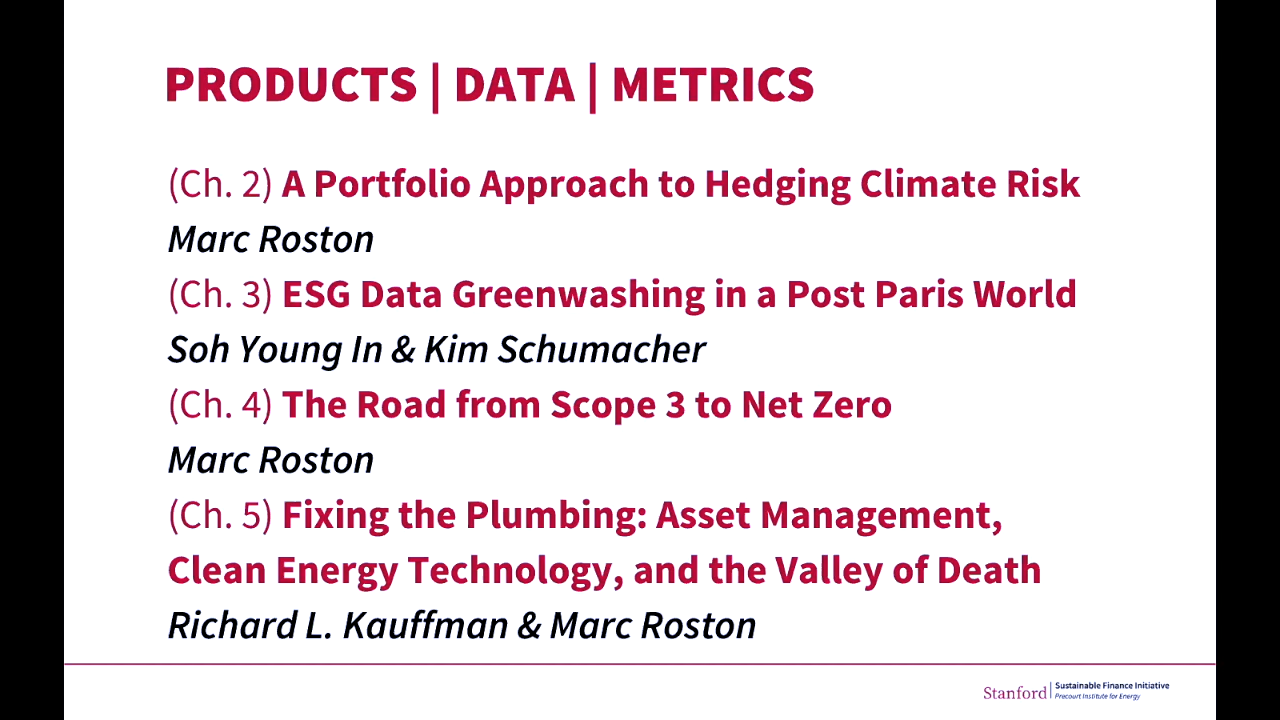 PRODUCTS | DATA | METRICS
(Ch. 2) A Portfolio Approach to Hedging Climate Risk
Marc Roston
(Ch. 3) ESG Data Greenwashing in a Post Paris World
Soh Young In & Kim Schumacher
(Ch. 4) The Road from Scope 3 to Net Zero
Marc Roston
(Ch. 5) Fixing the Plumbing: Asset Management,
Clean Energy Technology, and the Valley of Death
Richard L. Kauffman & Marc Roston
Stanford | Sustainable Finance Initiative
Precourt Institute for Energy